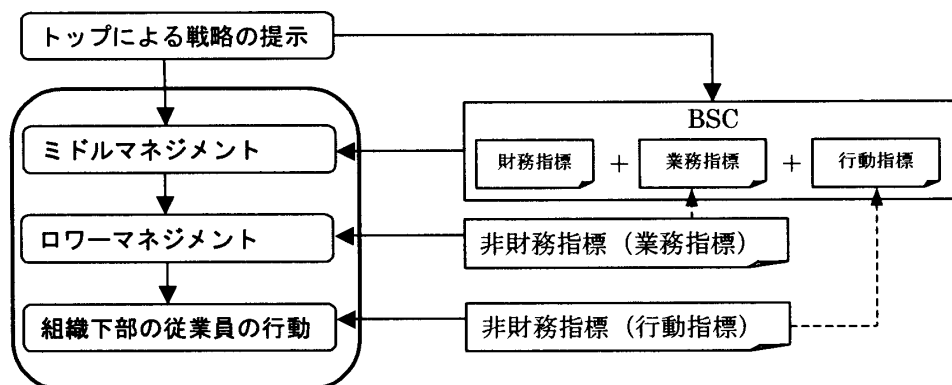 トップによる戦略の提示
BSC
ミドルマネジメント
財務指標 + 業務指標 + 行動指標
ロワーマネジメント
非財務指標（業務指標）
組織下部の従業員の行動
非財務指標（行動指標）